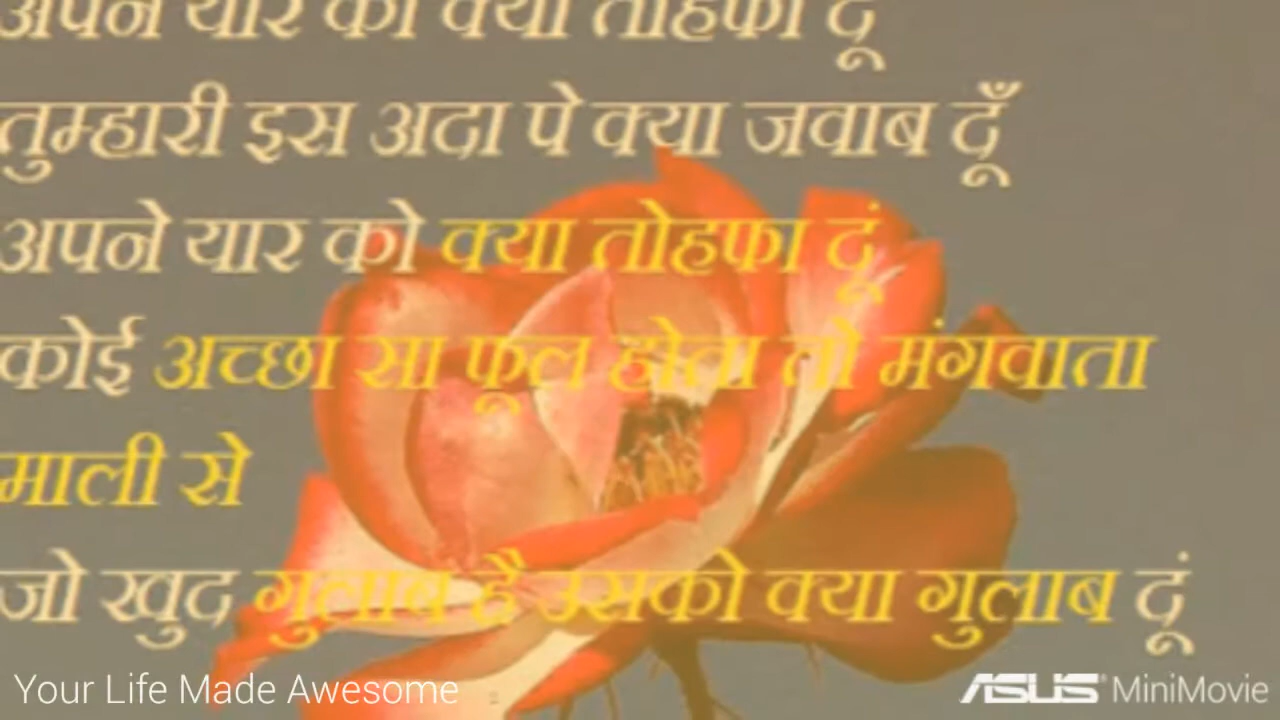 अपने यार को क्या तोहफा दूं
तुम्हारी इस अदा पे क्या जवाब दूँ
अपने यार को क्या तोहफा दूं
कोई अच्छा सा फूल होता तो मंगवाता
माली से
जो खुद गुलाब है उसको क्या गुलाब दूं
Your Life Made Awesome
ASUS MiniMovie